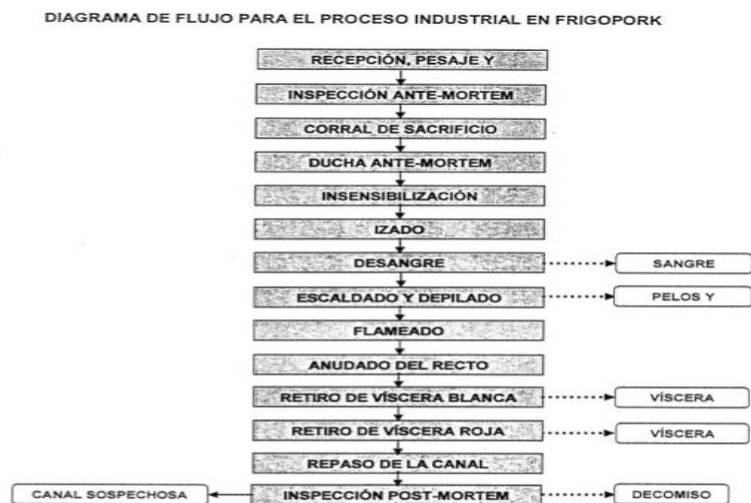 DIAGRAMA DE FLUJO PARA EL PROCESO INDUSTRIAL EN FRIGOPORK
RECEPCIÓN, PESAJE Y
INSPECCIÓN ANTE-MORTEM
CORRAL DE SACRIFICIO
DUCHA ANTE-MORTEM
INSENSIBILIZACIÓN
IZADO
DESANGRE
SANGRE
ESCALDADO Y DEPILADO
PELOS Y
FLAMEADO
ANUDADO DEL RECTO
RETIRO DE VÍSCERA BLANCA
VÍSCERA
RETIRO DE VÍSCERA ROJA
VÍSCERA
REPASO DE LA CANAL
CANAL SOSPECHOSA
INSPECCIÓN POST-MORTEM
DECOMISO